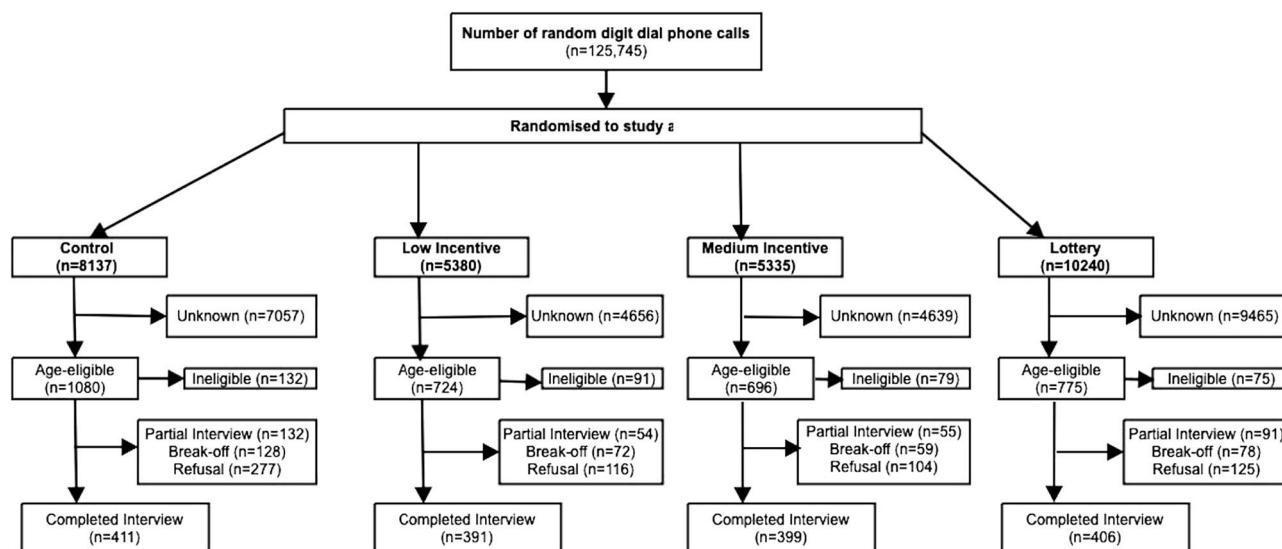 Number of random digit dial phone calls
(n=125,745)
Randomised to study a
Control
(n=8137)
Low Incentive
(n=5380)
Medium Incentive
(n=5335)
Lottery
(n=10240)
Unknown (n=7057)
Unknown (n=4656)
Unknown (n=4639)
Unknown (n=9465)
Age-eligible
(n=1080)
Ineligible (n=132)
Age-eligible
(n=724)
Ineligible (n=91)
Age-eligible
(n=696)
Ineligible (n=79)
Age-eligible
(n=775)
Ineligible (n=75)
Partial Interview (n=132)
Break-off (n=128)
Refusal (n=277)
Partial Interview (n=54)
Break-off (n=72)
Refusal (n=116)
Partial Interview (n=55)
Break-off (n=59)
Refusal (n=104)
Partial Interview (n=91)
Break-off (n=78)
Refusal (n=125)
Completed Interview
(n=411)
Completed Interview
(n=391)
Completed Interview
(n=399)
Completed Interview
(n=406)